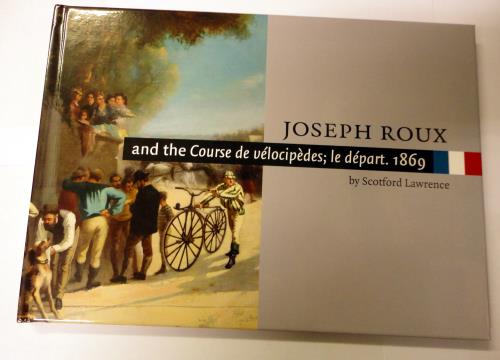 JOSEPH ROUX
and the Course de vélocipèdes; le départ. 1869
by Scotford Lawrence